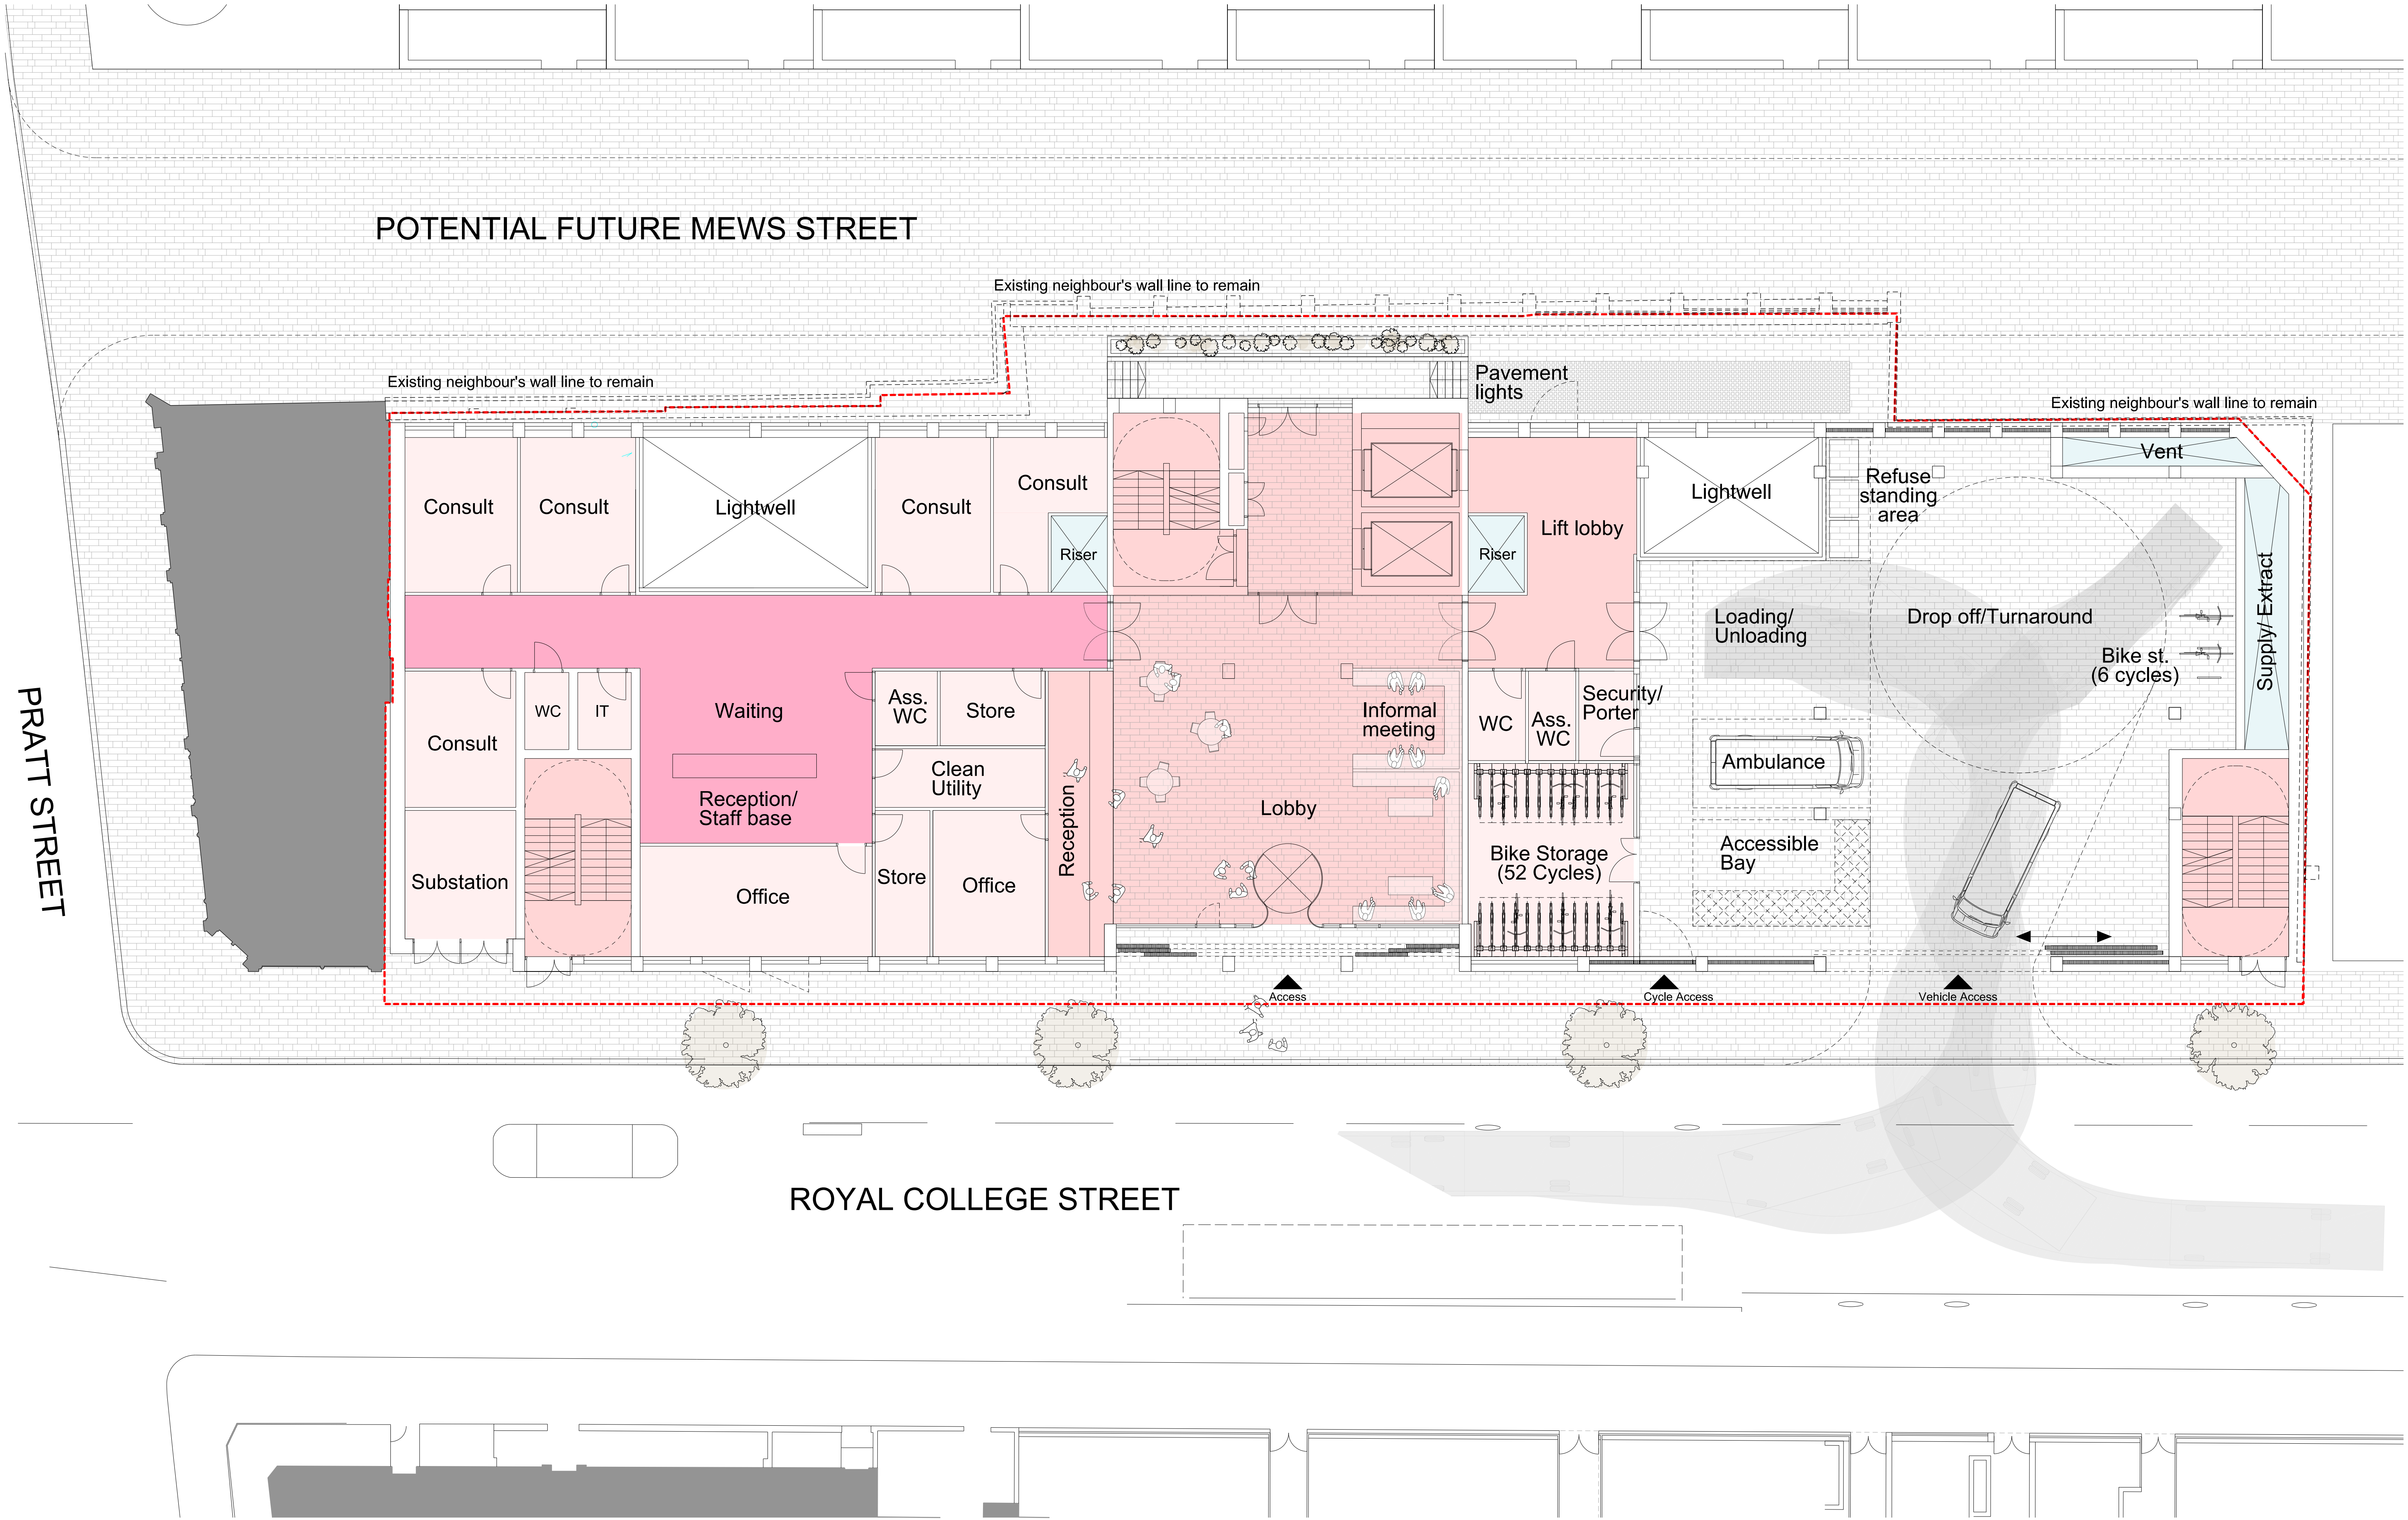 POTENTIAL FUTURE MEWS STREET
Existing neighbour's wall line to remain
Existing neighbour's wall line to remain
Existing neighbour's wall line to remain
Pavement
lights
Consult
Consult
Lightwell
Consult
Consult
Riser
Riser
Lift lobby
Lightwell
Refuse
standing
area
Vent
Supply/ Extract
Loading/
Unloading
Drop off/Turnaround
Bike st.
(6 cycles)
PRATT STREET
Consult
WC
IT
Waiting
Ass.
WC
Store
Clean
Utility
Reception/
Staff base
Reception
Informal
meeting
Lobby
WC
Ass.
WC
Security/
Porter
Ambulance
Accessible
Bay
Bike Storage
(52 Cycles)
Substation
Office
Store
Office
Access
Cycle Access
Vehicle Access
ROYAL COLLEGE STREET